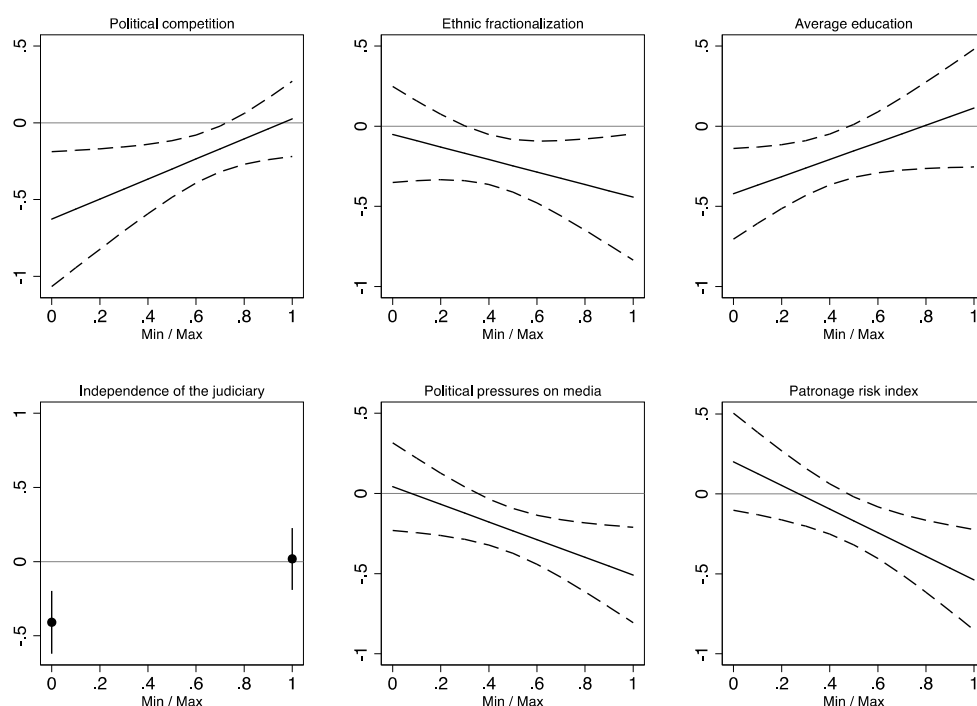 Political competition
.5
0
-.5
-1
0 .2 .4 .6 .8 1
Min / Max
Ethnic fractionalization
.5
0
-.5
-1
0 .2 .4 .6 .8 1
Min / Max
Average education
.5
0
-.5
-1
0 .2 .4 .6 .8 1
Min / Max
Independence of the judiciary
1
.5
0
-.5
0 .2 .4 .6 .8 1
Min / Max
Political pressures on media
.5
0
-.5
-1
0 .2 .4 .6 .8 1
Min / Max
Patronage risk index
.5
0
-.5
-1
0 .2 .4 .6 .8 1
Min / Max